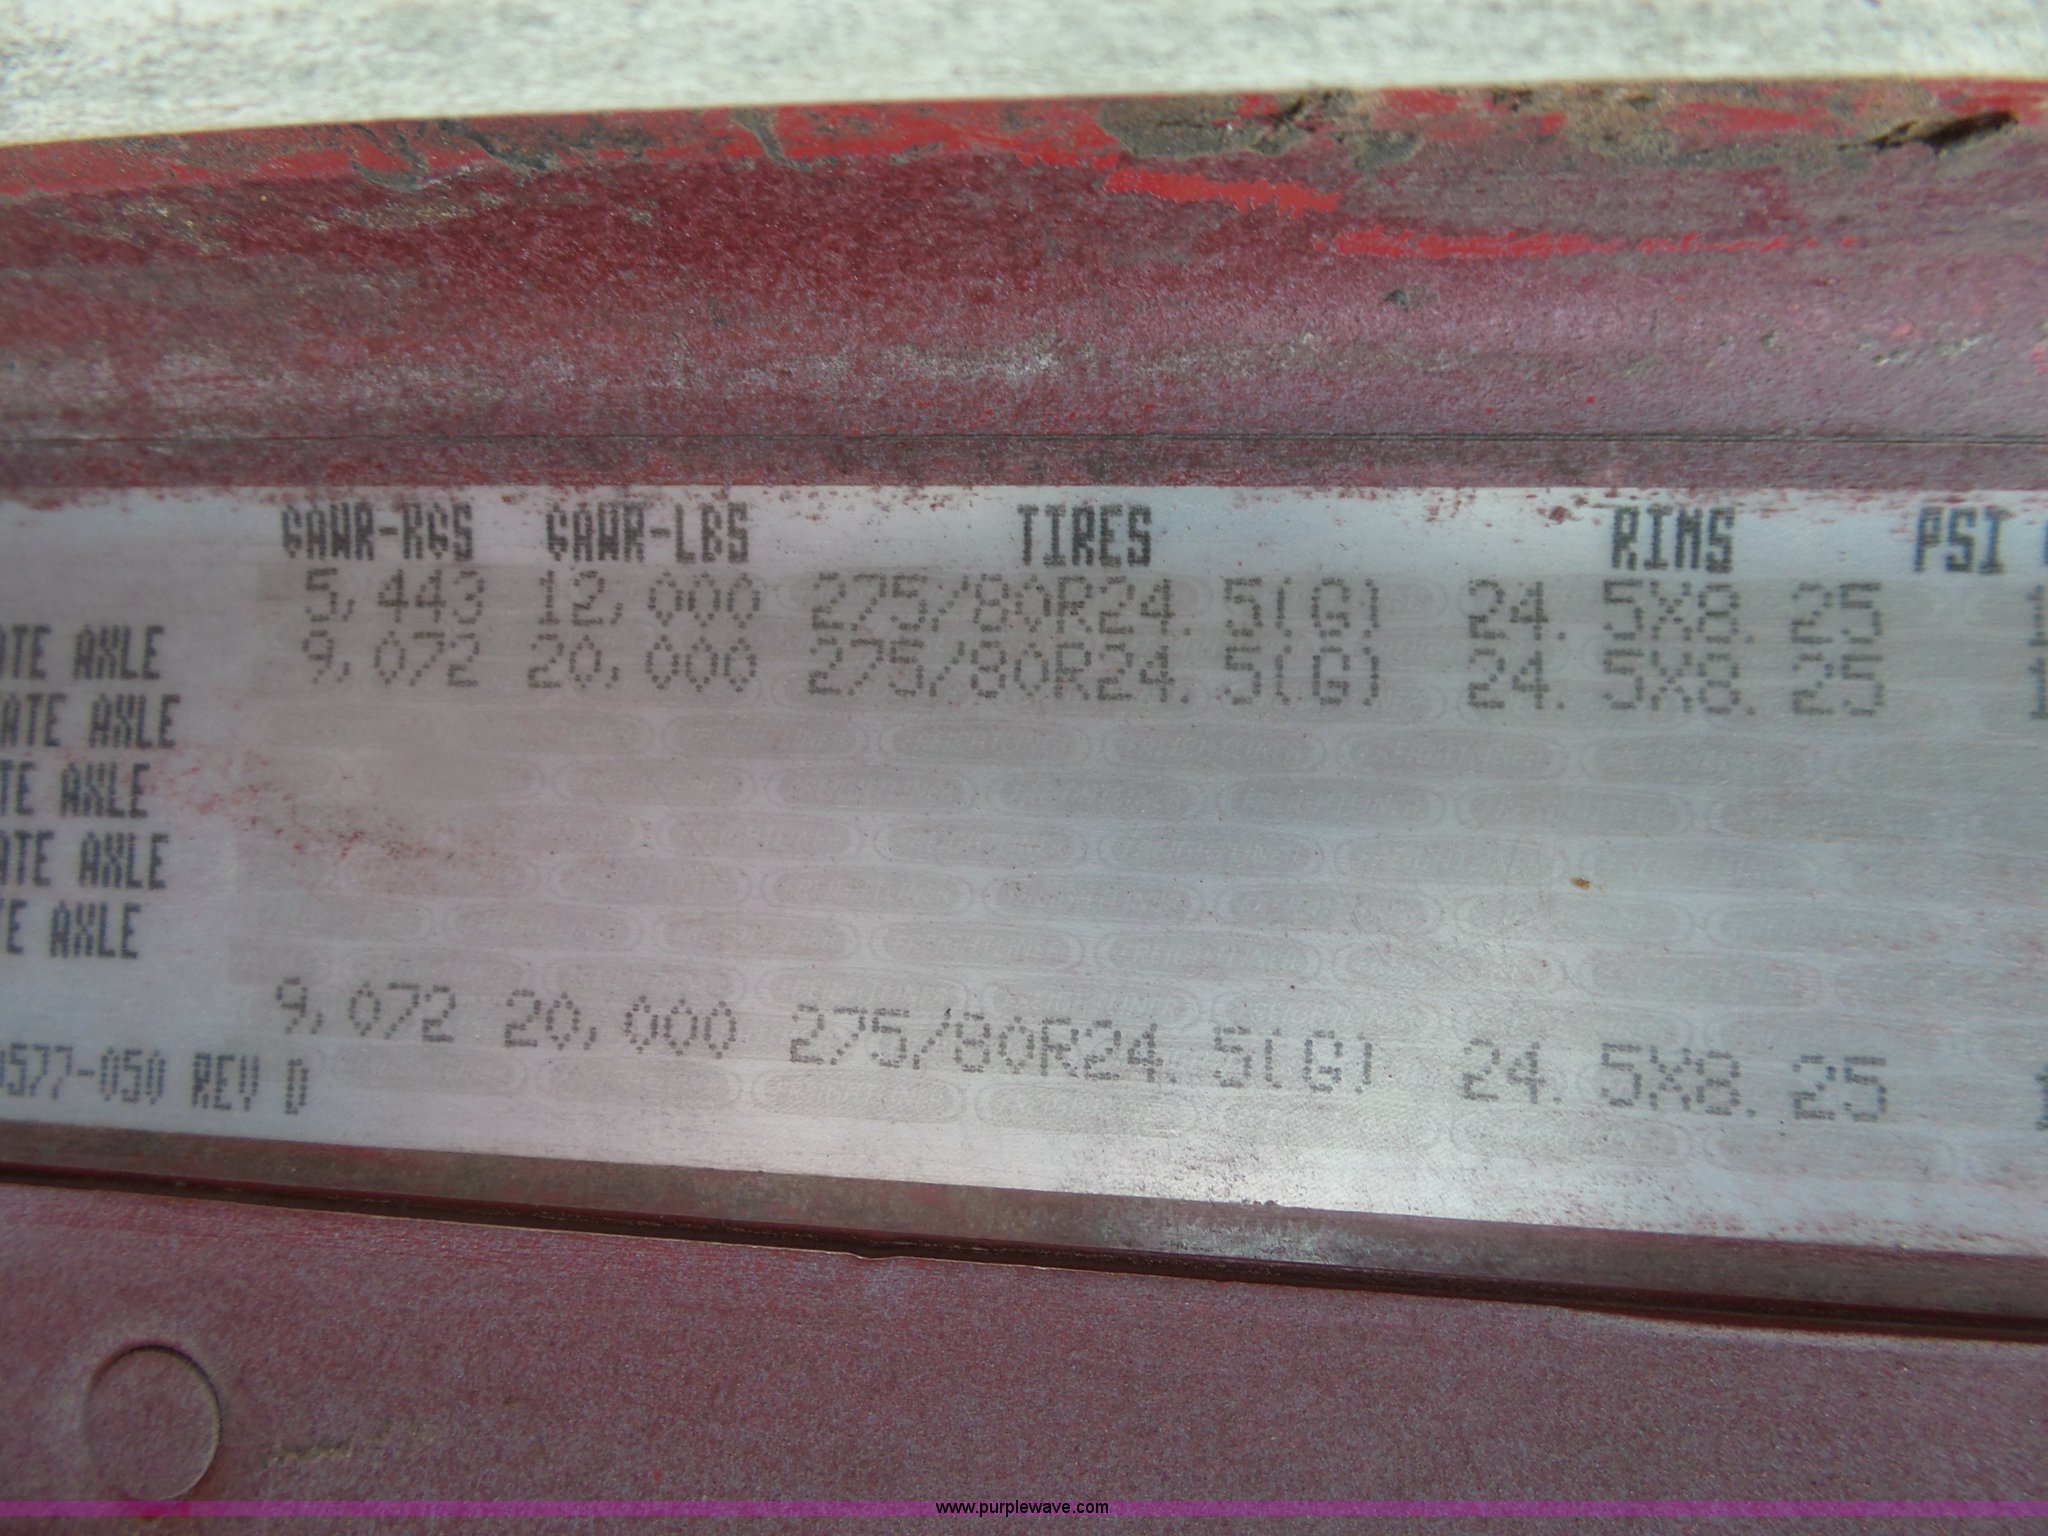 GAWR-KGS GAWR-LBS TIRES RIMS PSI
5,443 12,000 275/80R24.5(G) 24.5X8.25
ATE AXLE 9,072 20,000 275/80R24.5(G) 24.5X8.25
ATE AXLE
TE AXLE
ATE AXLE
TE AXLE
9,072 20,000 275/80R24.5(G) 24.5X8.25
577-050 REV
www.purplewave.com